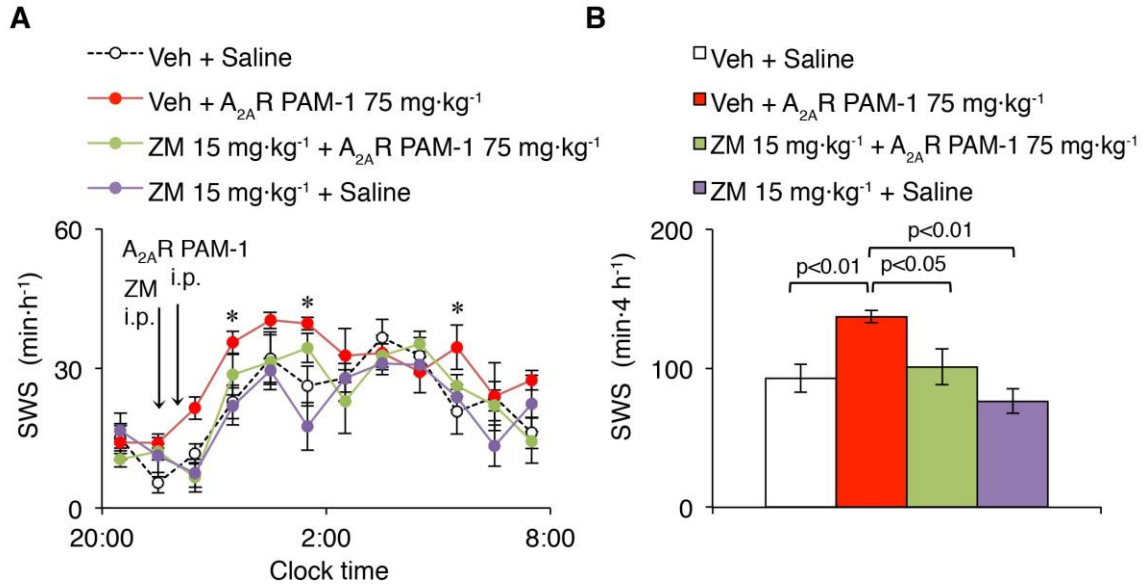 A
Veh + Saline
Veh + A₂ₐR PAM-1 75 mg·kg⁻¹
ZM 15 mg·kg⁻¹ + A₂ₐR PAM-1 75 mg·kg⁻¹
ZM 15 mg·kg⁻¹ + Saline
60
30
0
SWS (min·h⁻¹)
A₂ₐR PAM-1
i.p.
ZM
i.p.
*
*
*
20:00
2:00
8:00
Clock time
B
Veh + Saline
Veh + A₂ₐR PAM-1 75 mg·kg⁻¹
ZM 15 mg·kg⁻¹ + A₂ₐR PAM-1 75 mg·kg⁻¹
ZM 15 mg·kg⁻¹ + Saline
200
100
0
SWS (min·4 h⁻¹)
p<0.01
p<0.01
p<0.05